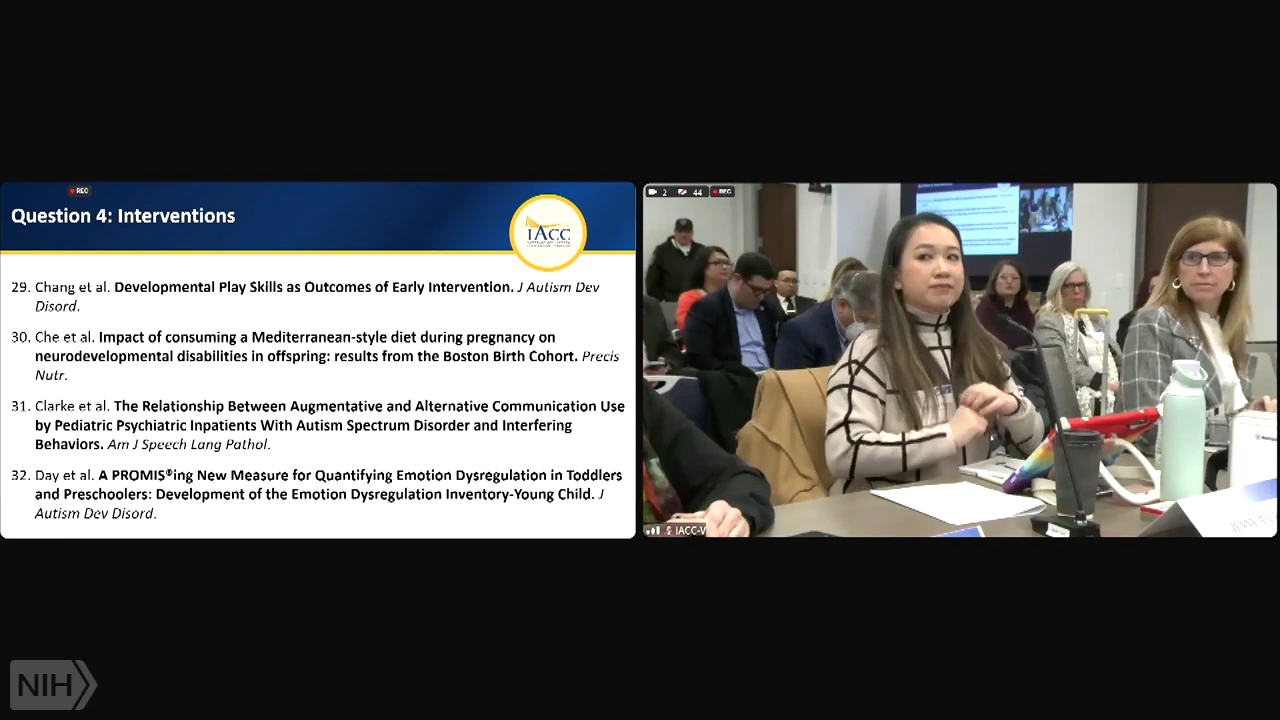 REC
Question 4: Interventions
IACC
29. Chang et al. Developmental Play Skills as Outcomes of Early Intervention. J Autism Dev
Disord.
30. Che et al. Impact of consuming a Mediterranean-style diet during pregnancy on
neurodevelopmental disabilities in offspring: results from the Boston Birth Cohort. Precis
Nutr.
31. Clarke et al. The Relationship Between Augmentative and Alternative Communication Use
by Pediatric Psychiatric Inpatients With Autism Spectrum Disorder and Interfering
Behaviors. Am J Speech Lang Pathol.
32. Day et al. A PROMIS®ing New Measure for Quantifying Emotion Dysregulation in Toddlers
and Preschoolers: Development of the Emotion Dysregulation Inventory-Young Child. J
Autism Dev Disord.
2 44 REC
IACC-V
NIH